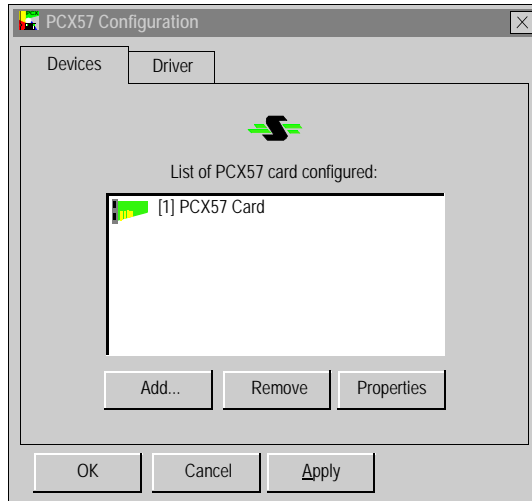 PCX57 Configuration
Devices Driver
List of PCX57 card configured:
[1] PCX57 Card
Add... Remove Properties
OK Cancel Apply